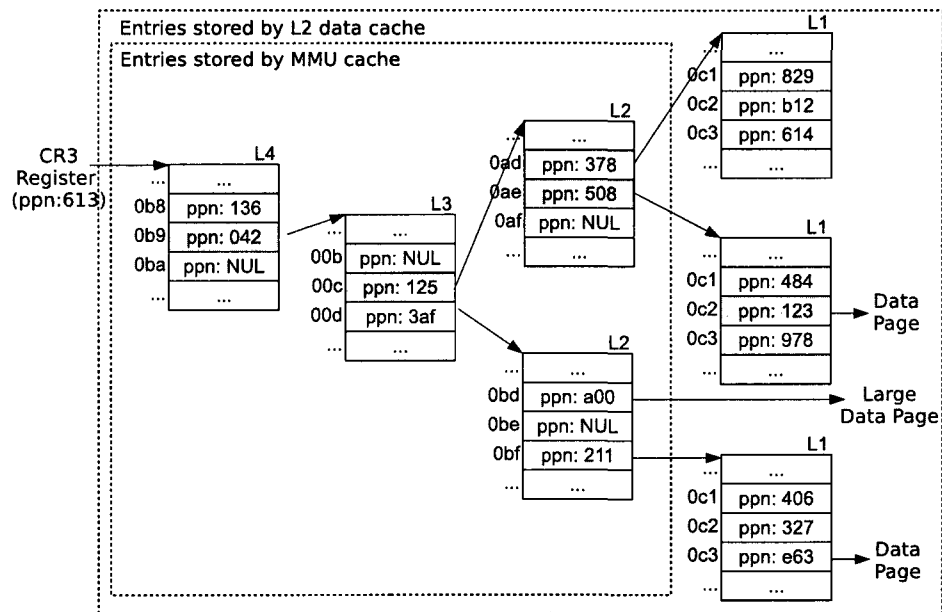 Entries stored by L2 data cache
Entries stored by MMU cache
CR3
Register
(ppn:613)
L4
...
...
0b8
ppn: 136
0b9
ppn: 042
0ba
ppn: NUL
...
...
L3
...
...
00b
ppn: NUL
00c
ppn: 125
00d
ppn: 3af
...
...
L2
...
...
0ad
ppn: 378
0ae
ppn: 508
0af
ppn: NUL
...
...
L2
...
...
0bd
ppn: a00
0be
ppn: NUL
0bf
ppn: 211
...
...
L1
...
...
0c1
ppn: 829
0c2
ppn: b12
0c3
ppn: 614
...
...
L1
...
...
0c1
ppn: 484
0c2
ppn: 123
0c3
ppn: 978
...
...
Data
Page
Large
Data Page
L1
...
...
0c1
ppn: 406
0c2
ppn: 327
0c3
ppn: e63
...
...
Data
Page